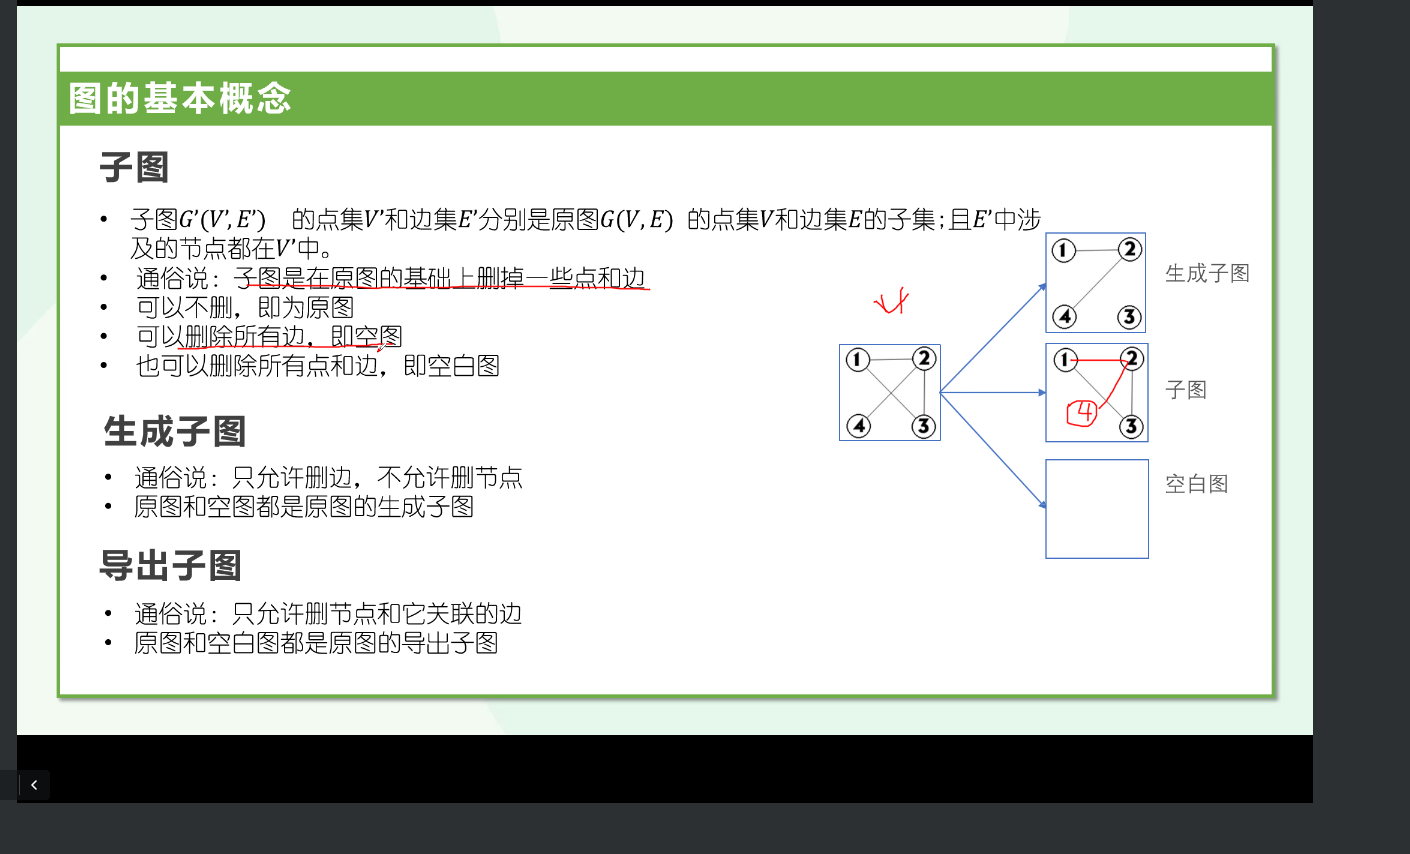 图的基本概念
子图
• 子图G’(V’, E’) 的点集V’和边集E’分别是原图G(V, E) 的点集V和边集E的子集；且E’中涉
及的节点都在V’中。
• 通俗说：子图是在原图的基础上删掉一些点和边
• 可以不删，即为原图
• 可以删除所有边，即空图
• 也可以删除所有点和边，即空白图
生成子图
• 通俗说：只允许删边，不允许删节点
• 原图和空图都是原图的生成子图
导出子图
• 通俗说：只允许删节点和它关联的边
• 原图和空白图都是原图的导出子图
1 2
4 3
1 2
4 3
生成子图
1 2
4
3
子图
空白图